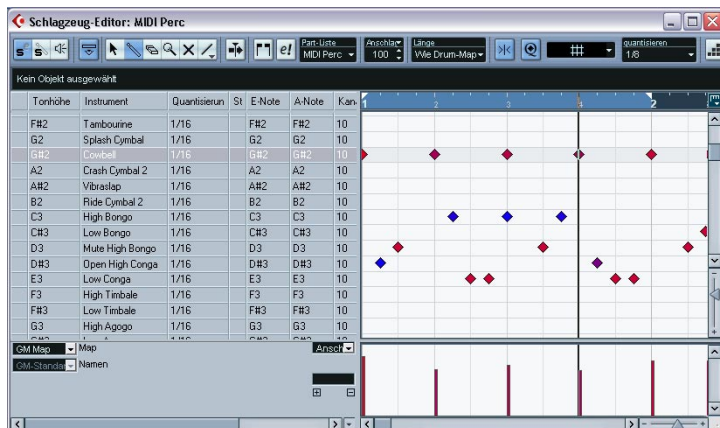 Schlagzeug-Editor: MIDI Perc
Part-Liste Anschlag Länge quantisieren
MIDI Perc 100 Wie Drum-Map 1/8
Kein Objekt ausgewählt
Tonhöhe Instrument Quantisierun St E-Note A-Note Kan. 1 2 3 4 2 2
F#2 Tambourine 1/16 F#2 F#2 10
G2 Splash Cymbal 1/16 G2 G2 10
G#2 Cowbell 1/16 G#2 G#2 10
A2 Crash Cymbal 2 1/16 A2 A2 10
A#2 Vibraslap 1/16 A#2 A#2 10
B2 Ride Cymbal 2 1/16 B2 B2 10
C3 High Bongo 1/16 C3 C3 10
C#3 Low Bongo 1/16 C#3 C#3 10
D3 Mute High Bongo 1/16 D3 D3 10
D#3 Open High Conga 1/16 D#3 D#3 10
E3 Low Conga 1/16 E3 E3 10
F3 High Timbale 1/16 F3 F3 10
F#3 Low Timbale 1/16 F#3 F#3 10
G3 High Agogo 1/16 G3 G3 10
GM Map Map Ansch
GM-Standar Namen